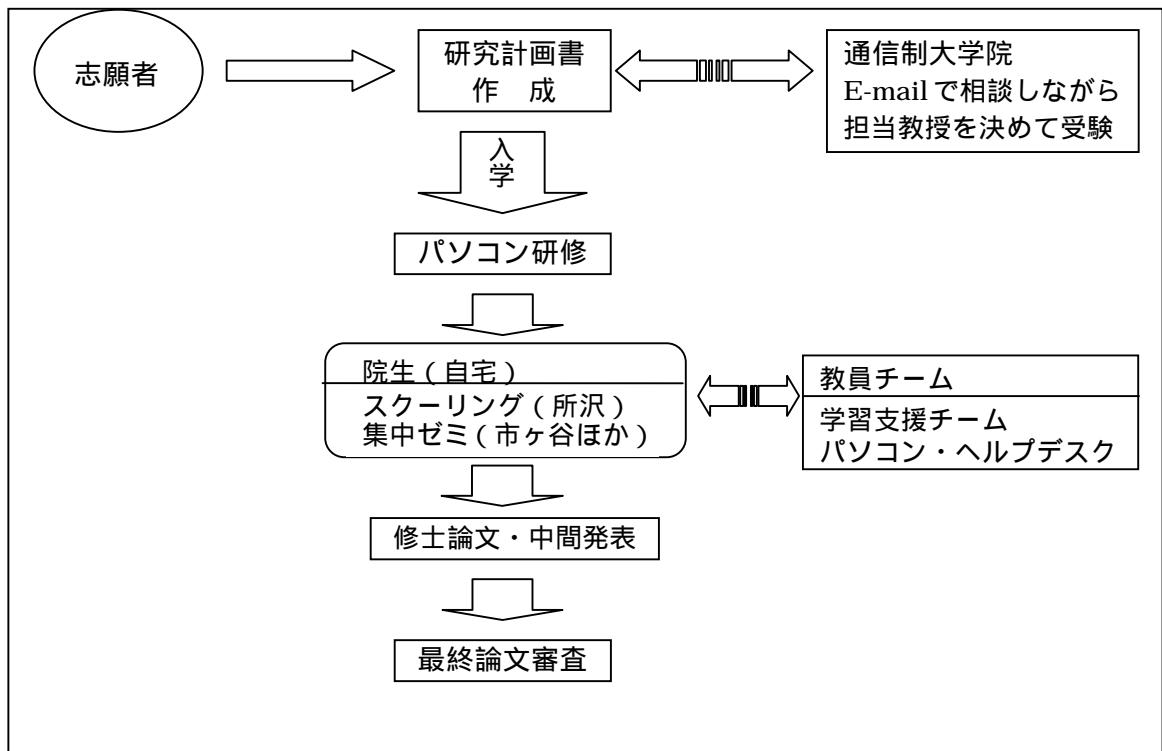 志願者
研究計画書
作　成
通信制大学院
E-mail で相談しながら
担当教授を決めて受験
入
学
パソコン研修
院生（自宅）
スクーリング（所沢）
集中ゼミ（市ヶ谷ほか）
教員チーム
学習支援チーム
パソコン・ヘルプデスク
修士論文・中間発表
最終論文審査